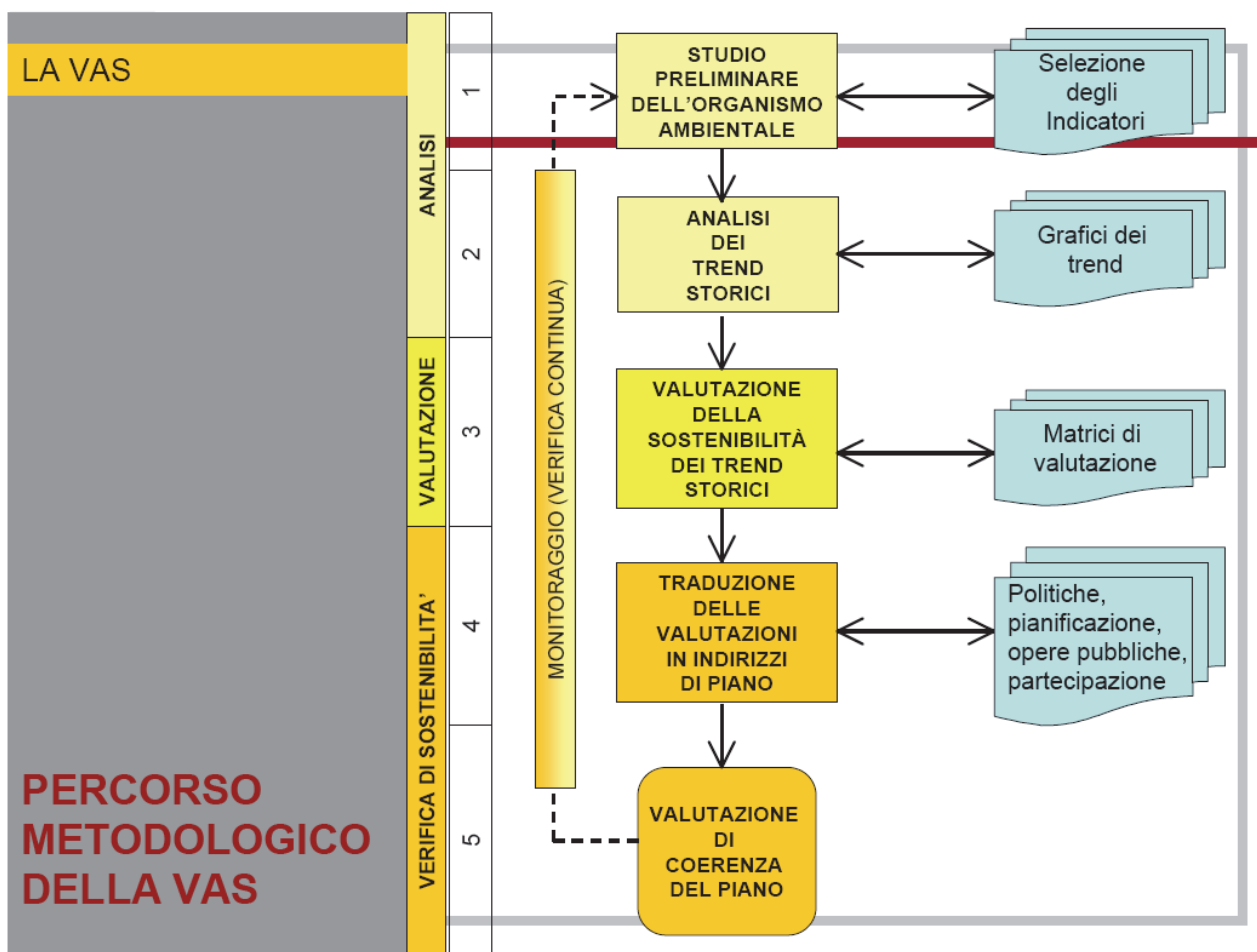 LA VAS
PERCORSO
METODOLOGICO
DELLA VAS
ANALISI
VALUTAZIONE
VERIFICA DI SOSTENIBILITA'
1
2
3
4
5
MONITORAGGIO (VERIFICA CONTINUA)
STUDIO
PRELIMINARE
DELL'ORGANISMO
AMBIENTALE
Selezione
degli
Indicatori
ANALISI
DEI
TREND
STORICI
Grafici dei
trend
VALUTAZIONE
DELLA
SOSTENIBILITÀ
DEI TREND
STORICI
Matrici di
valutazione
TRADUZIONE
DELLE
VALUTAZIONI
IN INDIRIZZI
DI PIANO
Politiche,
pianificazione,
opere pubbliche,
partecipazione
VALUTAZIONE
DI
COERENZA
DEL PIANO